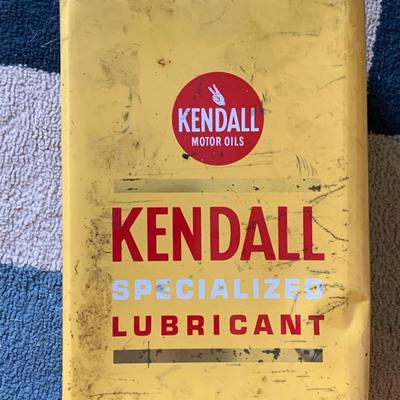 KENDALL
MOTOR OILS
KENDALL
SPECIALIZED
LUBRICANT